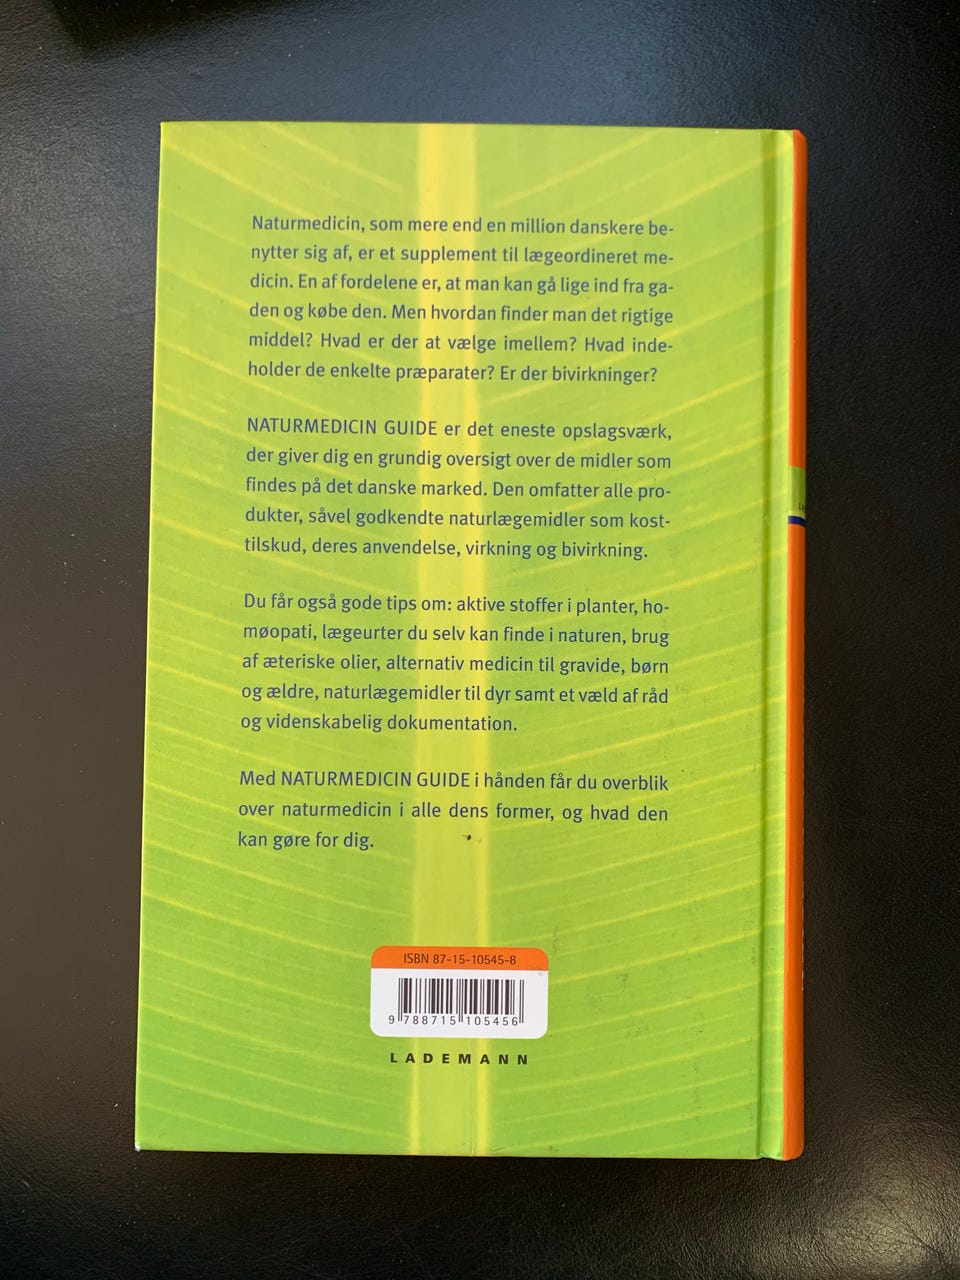 Naturmedicin, som mere end en million danskere be-
nytter sig af, er et supplement til lægeordineret me-
dicin. En af fordelene er, at man kan gå lige ind fra ga-
den og købe den. Men hvordan finder man det rigtige
middel? Hvad er der at vælge imellem? Hvad inde-
holder de enkelte præparater? Er der bivirkninger?
NATURMEDICIN GUIDE er det eneste opslagsværk,
der giver dig en grundig oversigt over de midler som
findes på det danske marked. Den omfatter alle pro-
dukter, såvel godkendte naturlægemidler som kost-
tilskud, deres anvendelse, virkning og bivirkning.
Du får også gode tips om: aktive stoffer i planter, ho-
møopati, lægeurter du selv kan finde i naturen, brug
af æteriske olier, alternativ medicin til gravide, børn
og ældre, naturlægemidler til dyr samt et væld af råd
og videnskabelig dokumentation.
Med NATURMEDICIN GUIDE i hånden får du overblik
over naturmedicin i alle dens former, og hvad den
kan gøre for dig.
ISBN 87-15-10545-8
9 788715 105456
LADEMANN